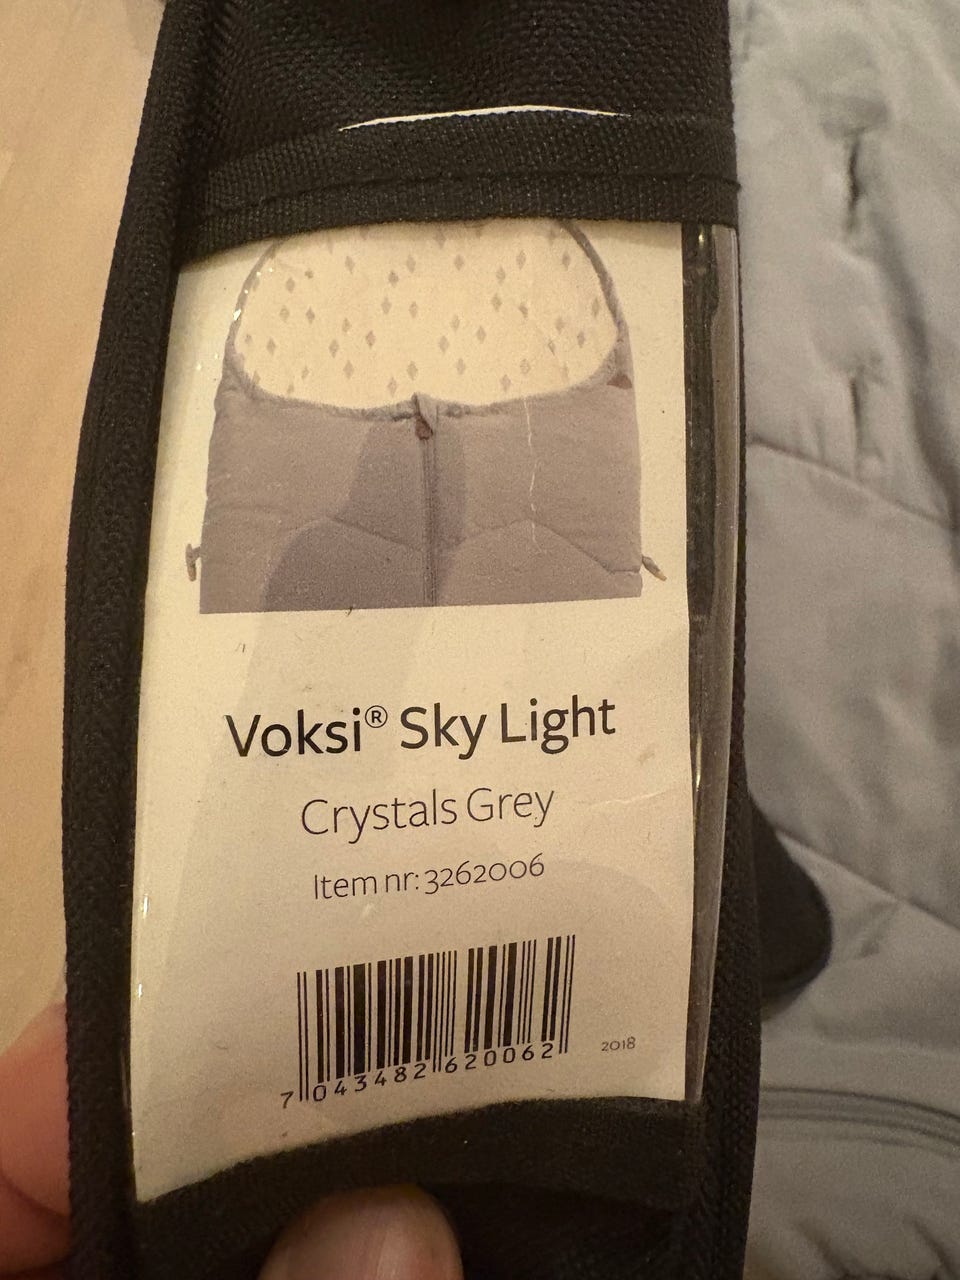 Voksi® Sky Light
Crystals Grey
Item nr: 3262006
7 043482 620062
2018